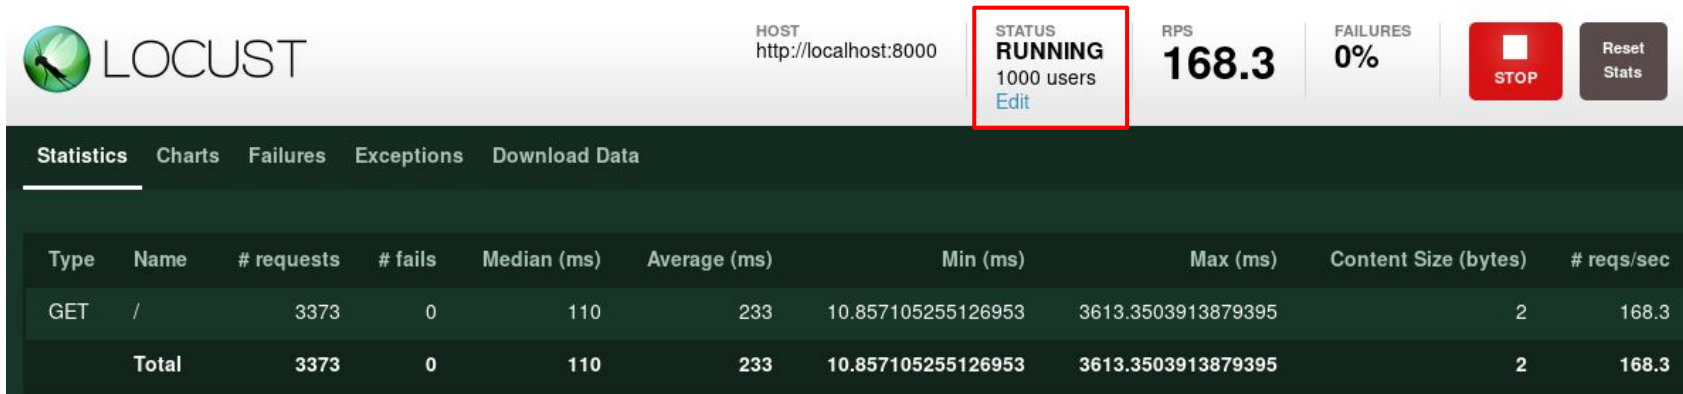 LOCUST
HOST
http://localhost:8000
STATUS
RUNNING
1000 users
Edit
RPS
168.3
FAILURES
0%
STOP
Reset
Stats
Statistics Charts Failures Exceptions Download Data
Type Name # requests # fails Median (ms) Average (ms) Min (ms) Max (ms) Content Size (bytes) # reqs/sec
GET / 3373 0 110 233 10.857105255126953 3613.3503913879395 2 168.3
Total 3373 0 110 233 10.857105255126953 3613.3503913879395 2 168.3